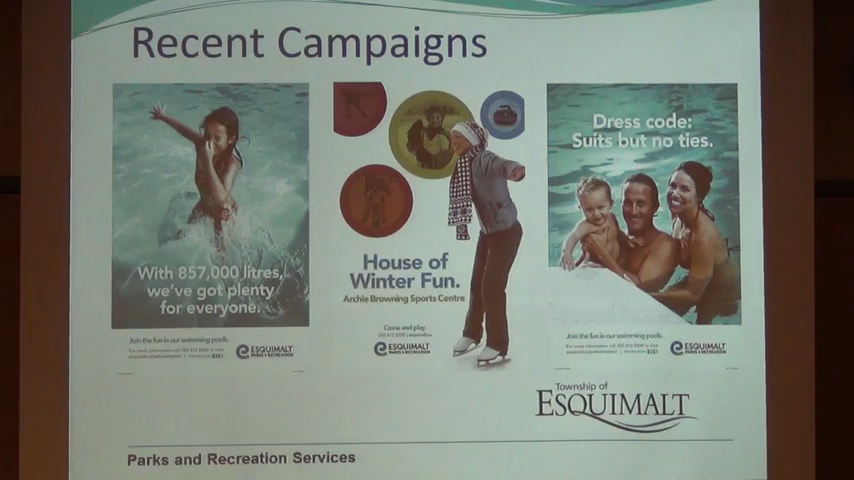 Recent Campaigns
With 857,000 litres,
we've got plenty
for everyone.
Join the fun in our swimming pools.
ESQUIMALT
PARKS & RECREATION
House of
Winter Fun.
Archie Browning Sports Centre
Come and play.
ESQUIMALT
PARKS & RECREATION
Dress code:
Suits but no ties.
Join the fun in our swimming pools.
ESQUIMALT
PARKS & RECREATION
Township of
ESQUIMALT
Parks and Recreation Services